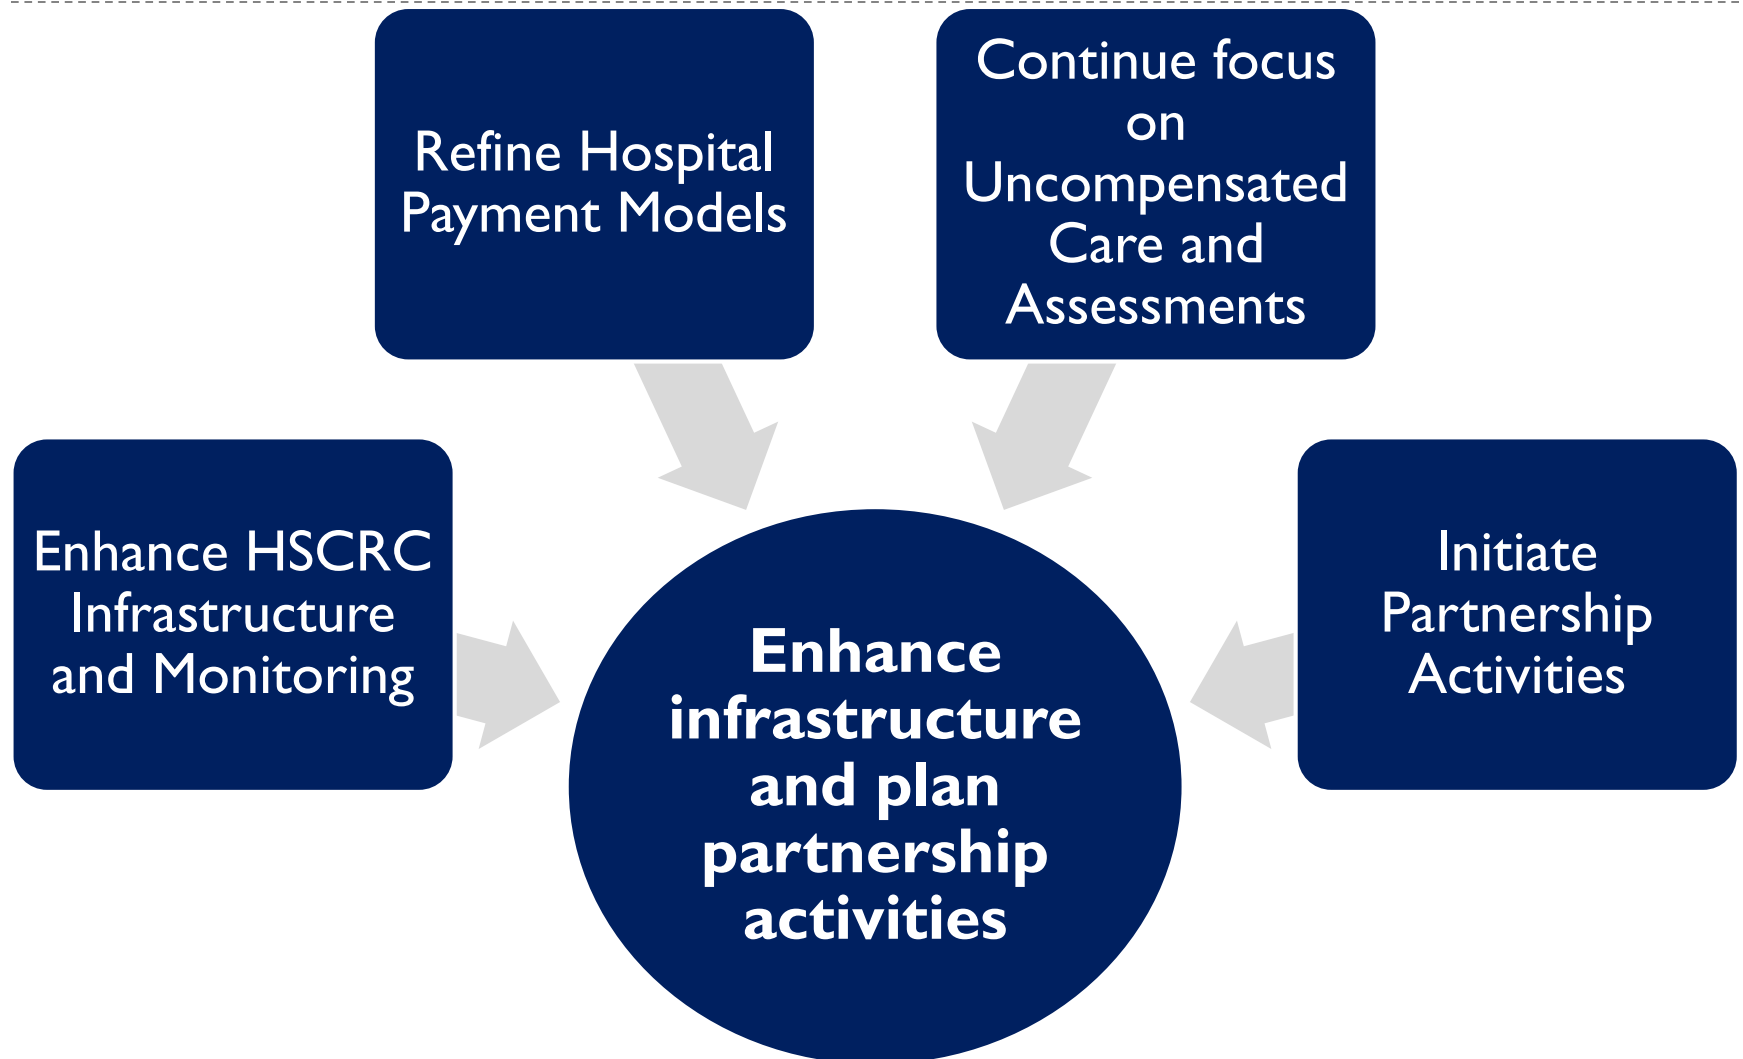 Refine Hospital
Payment Models
Continue focus
on
Uncompensated
Care and
Assessments
Enhance HSCRC
Infrastructure
and Monitoring
Initiate
Partnership
Activities
Enhance
infrastructure
and plan
partnership
activities